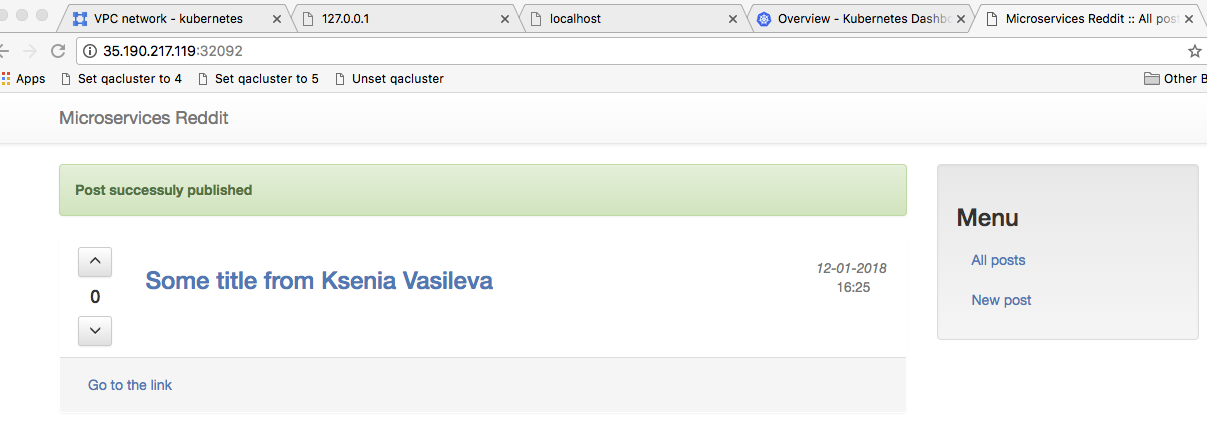 VPC network - kubernetes
127.0.0.1
localhost
Overview - Kubernetes Dashbo
Microservices Reddit :: All pos
35.190.217.119:32092
Apps
Set qacluster to 4
Set qacluster to 5
Unset qacluster
Other B
Microservices Reddit
Post successuly published
Menu
All posts
New post
0
Some title from Ksenia Vasileva
12-01-2018
16:25
Go to the link